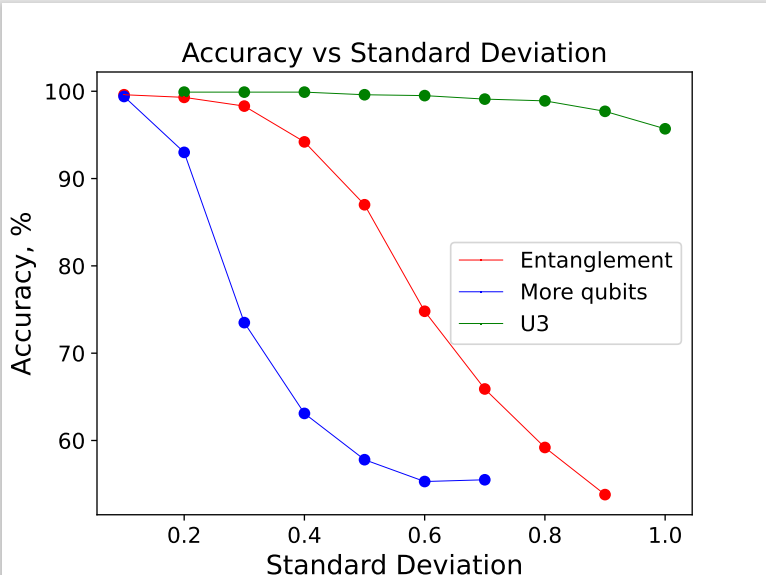 Accuracy vs Standard Deviation
100
90
80
70
60
Accuracy, %
Entanglement
More qubits
U3
0.2 0.4 0.6 0.8 1.0
Standard Deviation